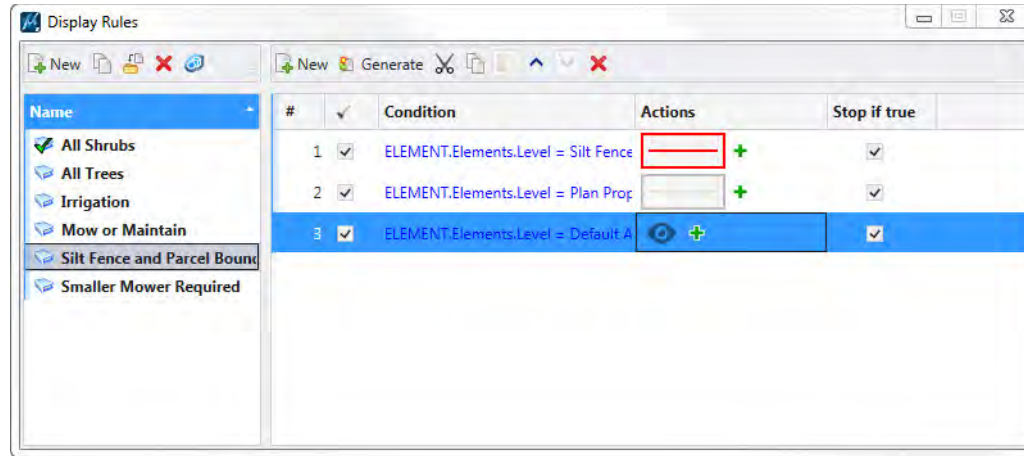 Display Rules
New
New Generate
Name
All Shrubs
All Trees
Irrigation
Mow or Maintain
Silt Fence and Parcel Bound
Smaller Mower Required
# Condition Actions Stop if true
1 ELEMENT.Elements.Level = Silt Fence
2 ELEMENT.Elements.Level = Plan Prop
3 ELEMENT.Elements.Level = Default A